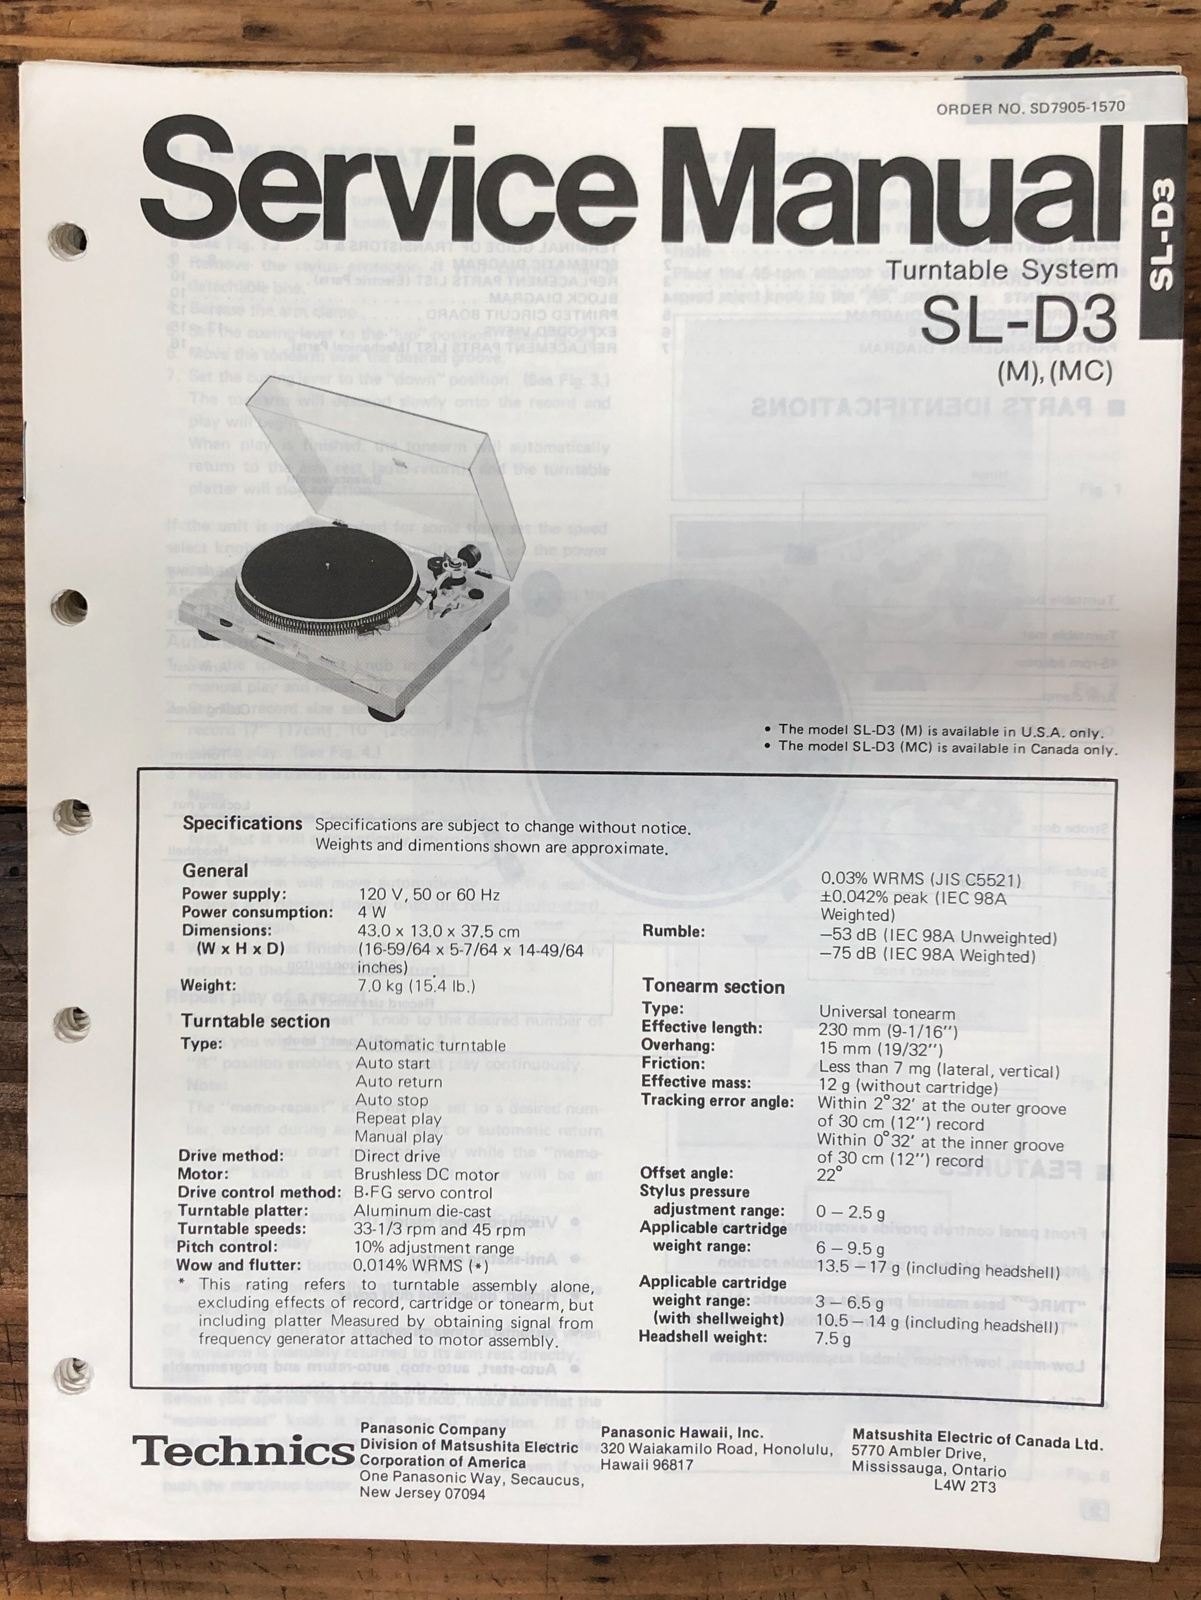 ORDER NO. SD7905-1570
Service Manual
SL-D3
Turntable System
SL-D3
(M), (MC)
• The model SL-D3 (M) is available in U.S.A. only.
• The model SL-D3 (MC) is available in Canada only.
Specifications Specifications are subject to change without notice.
Weights and dimentions shown are approximate.
General
Power supply: 120 V, 50 or 60 Hz
Power consumption: 4 W
Dimensions: 43.0 x 13.0 x 37.5 cm
(W x H x D) (16-59/64 x 5-7/64 x 14-49/64
inches)
Weight: 7.0 kg (15.4 lb.)
Turntable section
Type: Automatic turntable
Auto start
Auto return
Auto stop
Repeat play
Manual play
Drive method: Direct drive
Motor: Brushless DC motor
Drive control method: B·FG servo control
Turntable platter: Aluminum die-cast
Turntable speeds: 33-1/3 rpm and 45 rpm
Pitch control: 10% adjustment range
Wow and flutter: 0.014% WRMS (*)
* This rating refers to turntable assembly alone,
excluding effects of record, cartridge or tonearm, but
including platter Measured by obtaining signal from
frequency generator attached to motor assembly.
0.03% WRMS (JIS C5521)
±0.042% peak (IEC 98A
Weighted)
Rumble: —53 dB (IEC 98A Unweighted)
—75 dB (IEC 98A Weighted)
Tonearm section
Type: Universal tonearm
Effective length: 230 mm (9-1/16")
Overhang: 15 mm (19/32")
Friction: Less than 7 mg (lateral, vertical)
Effective mass: 12 g (without cartridge)
Tracking error angle: Within 2°32' at the outer groove
of 30 cm (12") record
Within 0°32' at the inner groove
of 30 cm (12") record
Offset angle: 22°
Stylus pressure
adjustment range: 0 — 2.5 g
Applicable cartridge
weight range: 6 — 9.5 g
13.5 — 17 g (including headshell)
Applicable cartridge
weight range: 3 — 6.5 g
(with shellweight) 10.5 — 14 g (including headshell)
Headshell weight: 7.5 g
Technics
Panasonic Company
Division of Matsushita Electric
Corporation of America
One Panasonic Way, Secaucus,
New Jersey 07094
Panasonic Hawaii, Inc.
320 Waiakamilo Road, Honolulu,
Hawaii 96817
Matsushita Electric of Canada Ltd.
5770 Ambler Drive,
Mississauga, Ontario
L4W 2T3